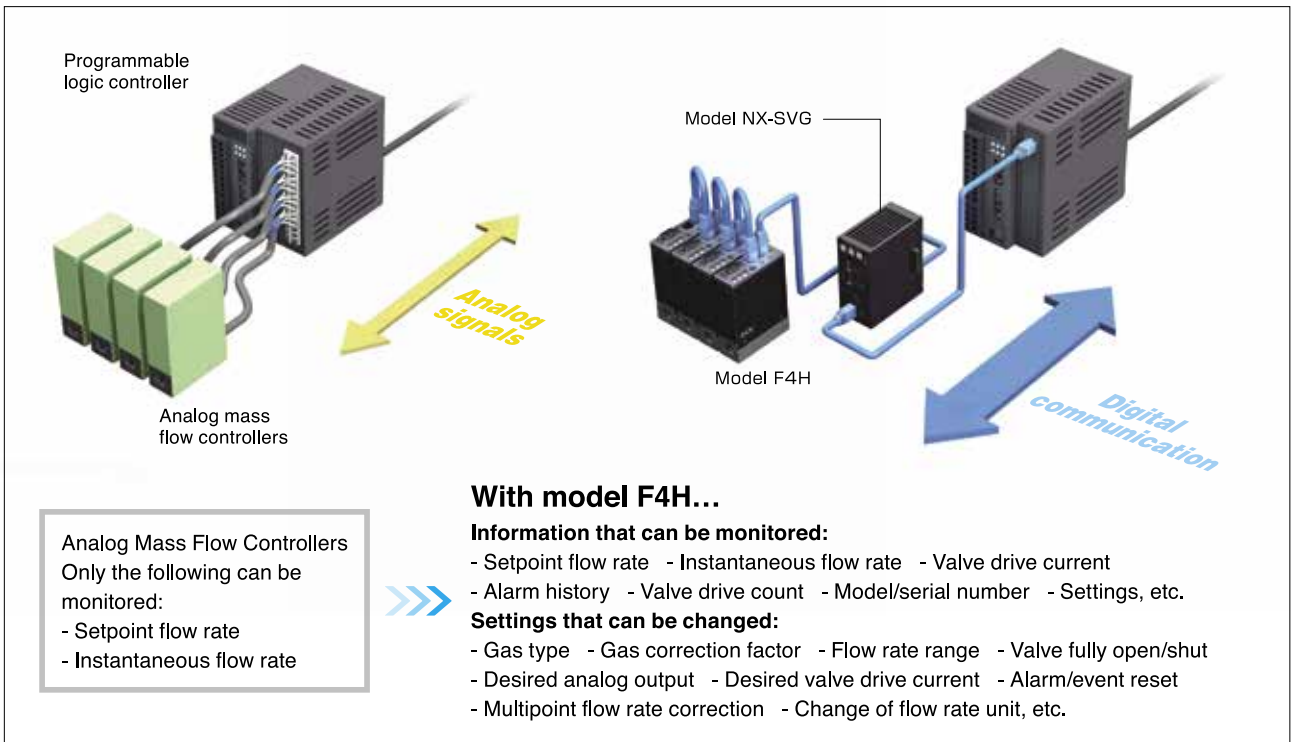 Programmable
logic controller
Analog mass
flow controllers
Analog
signals
Model NX-SVG
Model F4H
Digital
communication
Analog Mass Flow Controllers
Only the following can be
monitored:
- Setpoint flow rate
- Instantaneous flow rate
With model F4H...
Information that can be monitored:
- Setpoint flow rate - Instantaneous flow rate - Valve drive current
- Alarm history - Valve drive count - Model/serial number - Settings, etc.
Settings that can be changed:
- Gas type - Gas correction factor - Flow rate range - Valve fully open/shut
- Desired analog output - Desired valve drive current - Alarm/event reset
- Multipoint flow rate correction - Change of flow rate unit, etc.